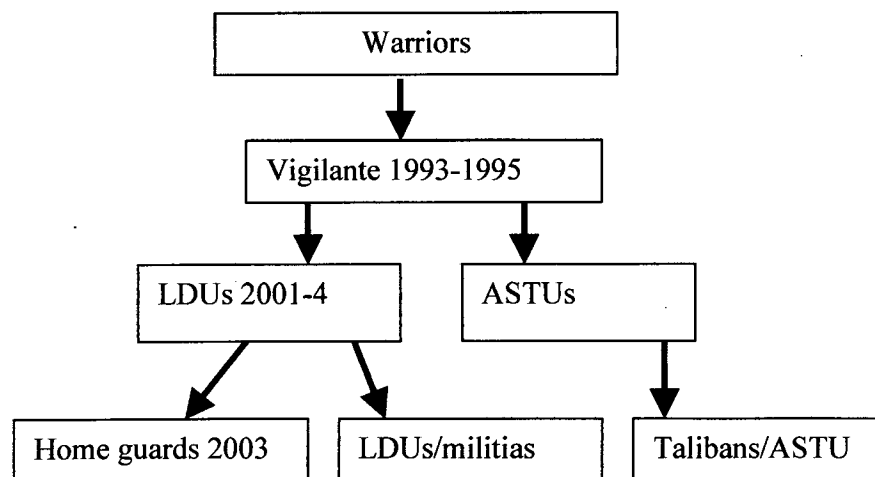 Warriors
Vigilante 1993-1995
LDUs 2001-4
ASTUs
Home guards 2003
LDUs/militias
Talibans/ASTU